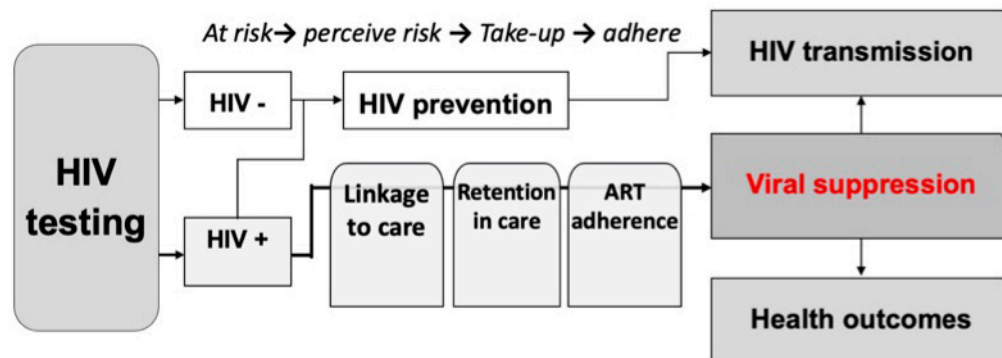 At risk→ perceive risk → Take-up → adhere
HIV testing
HIV -
HIV prevention
HIV transmission
HIV +
Linkage
to care
Retention
in care
ART
adherence
Viral suppression
Health outcomes